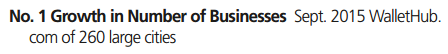 No. 1 Growth in Number of Businesses Sept. 2015 WalletHub.
com of 260 large cities